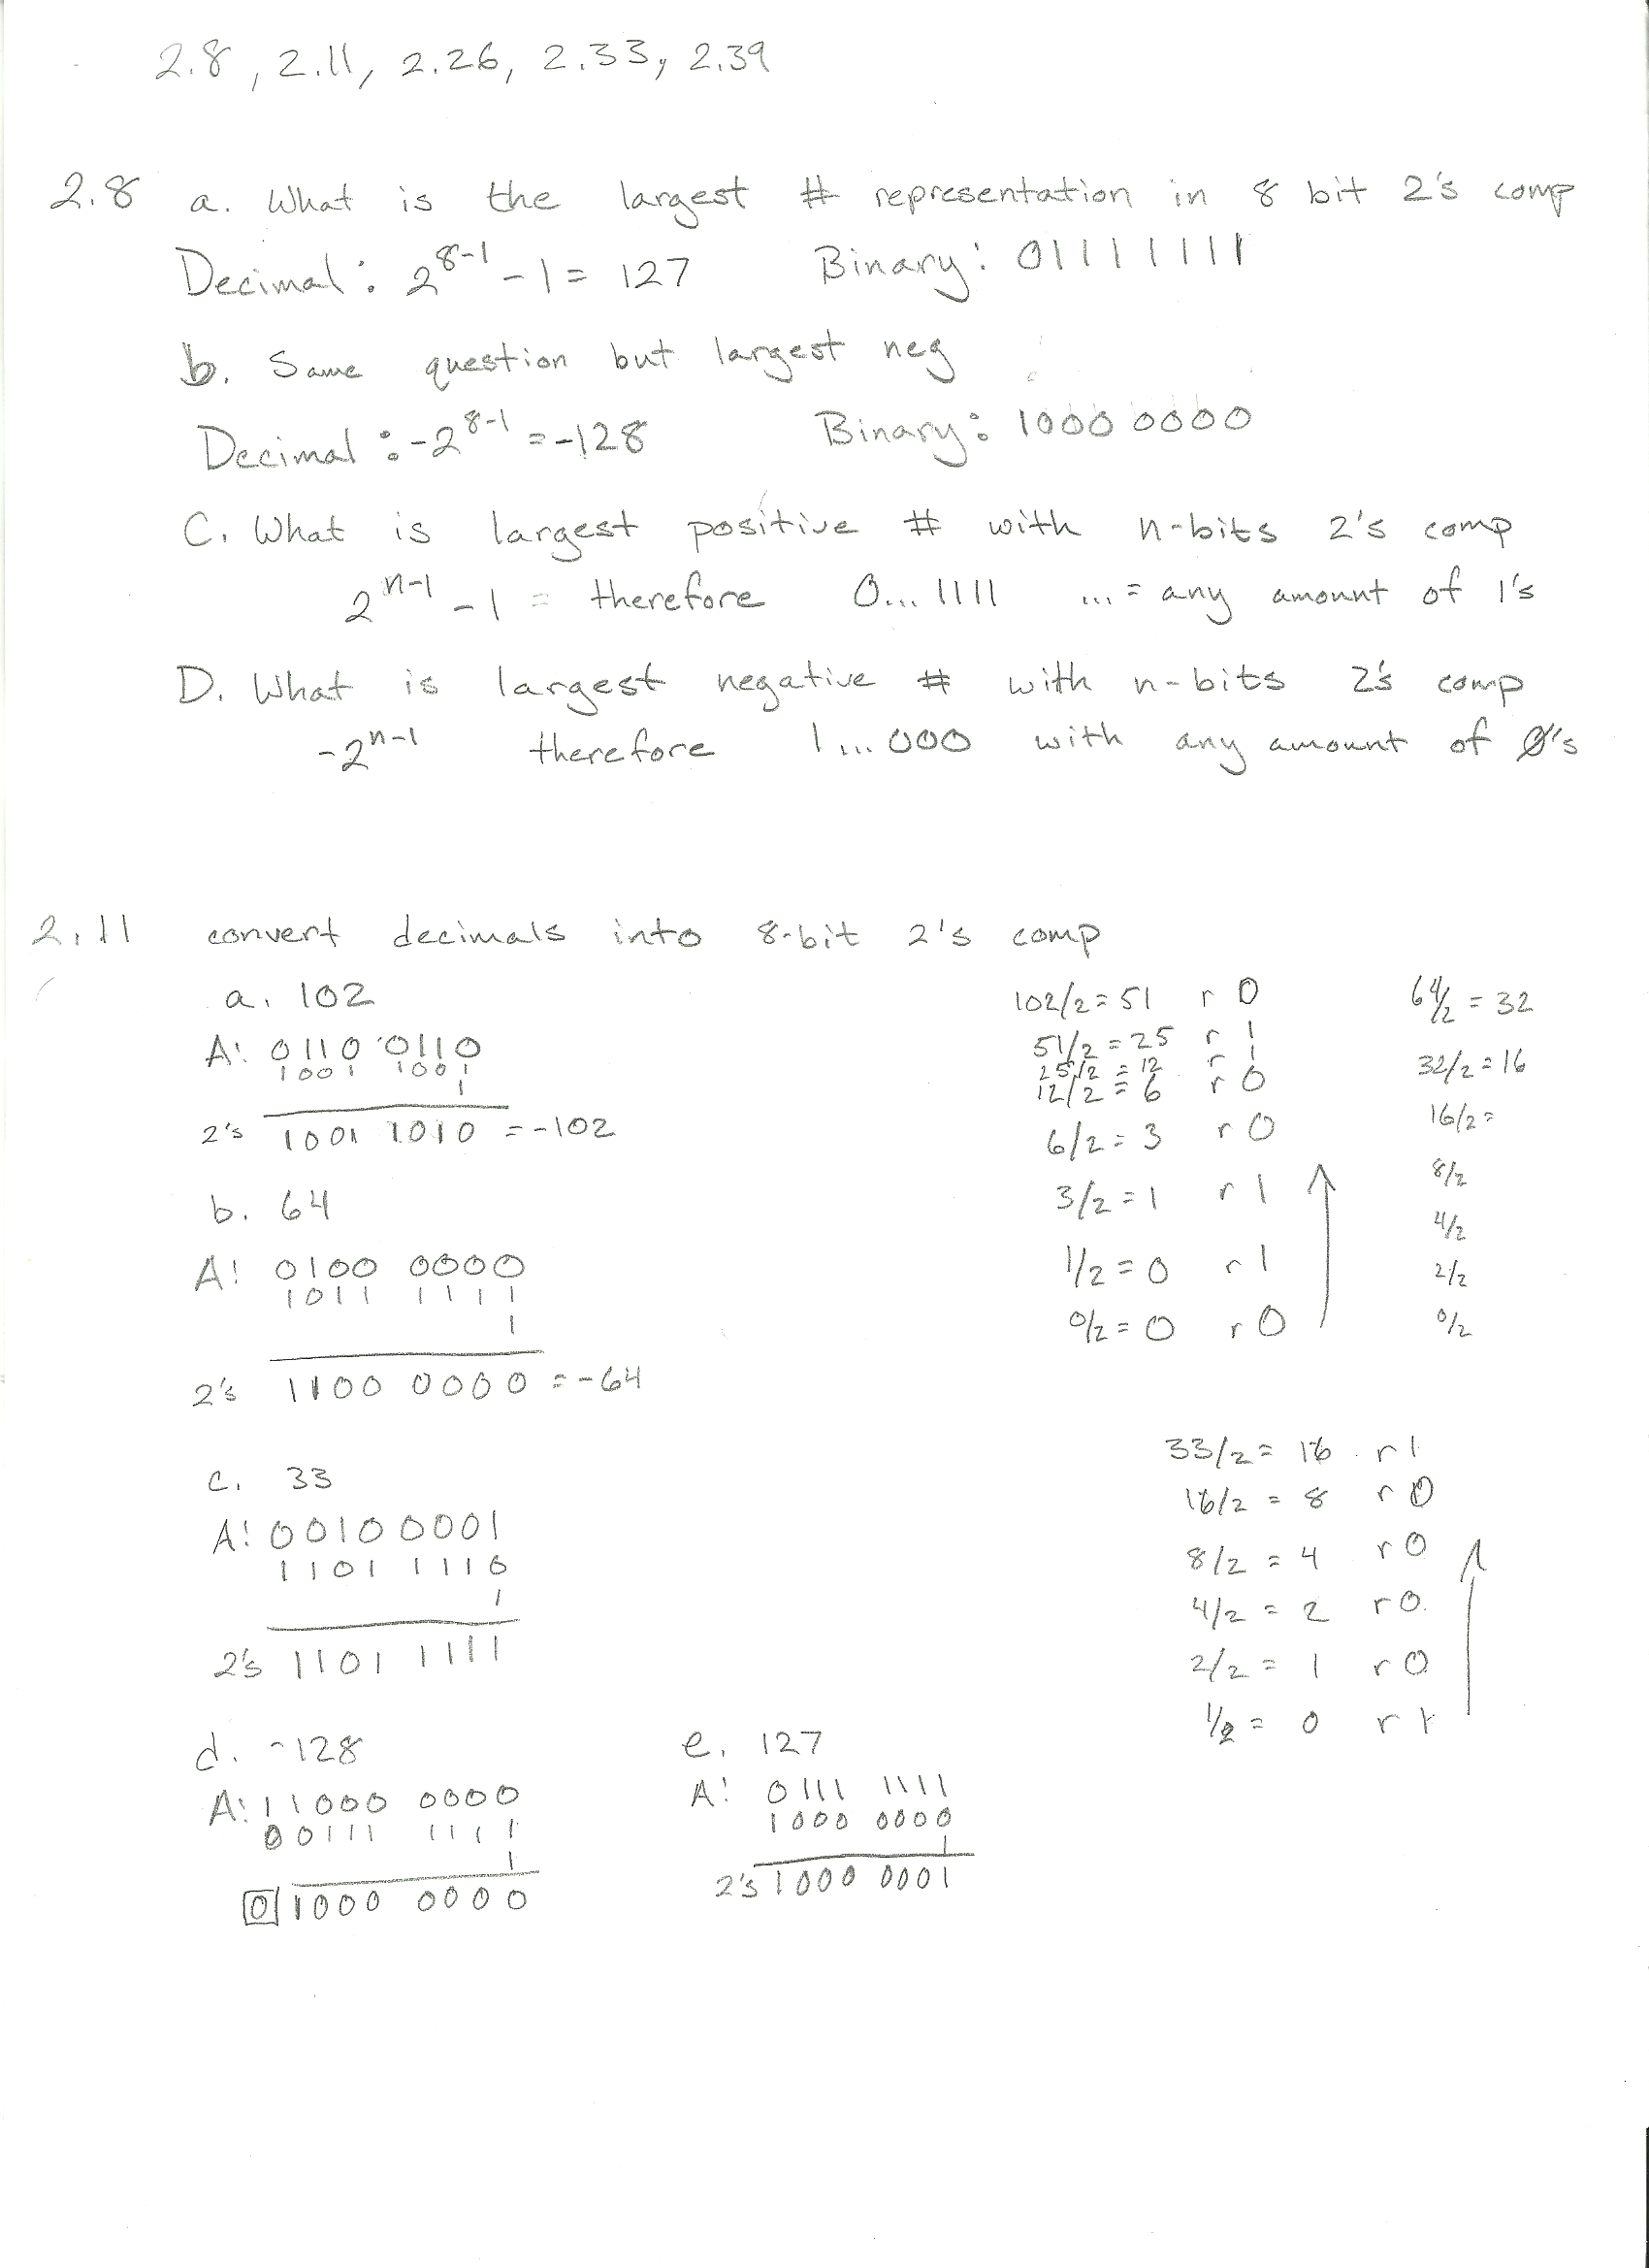 2.8, 2.11, 2.26, 2.33, 2.39
2.8 a. What is the largest # representation in 8 bit 2's comp
Decimal: 2^8-1 - 1 = 127 Binary: 01111111
b. Same question but largest neg
Decimal: -2^8-1 = -128 Binary: 1000 0000
C. What is largest positive # with n-bits 2's comp
2^n-1 - 1 = therefore 0...1111 ... = any amount of 1's
D. What is largest negative # with n-bits 2's comp
-2^n-1 therefore 1...000 with any amount of 0's
2.11 convert decimals into 8-bit 2's comp
a. 102
A: 0110 0110
1001 1001
1
2's 1001 1010 = -102
b. 64
A: 0100 0000
1011 1111
1
2's 1100 0000 = -64
c. 33
A: 0010 0001
1101 1110
1
2's 1101 1111
d. -128
A: 11000 0000
00111 1111
1
0 1000 0000
e. 127
A: 0111 1111
1000 0000
1
2's 1000 0001
102/2 = 51 r 0
51/2 = 25 r 1
25/2 = 12 r 1
12/2 = 6 r 0
6/2 = 3 r 0
3/2 = 1 r 1
1/2 = 0 r 1
0/2 = 0 r 0
64/2 = 32
32/2 = 16
16/2 =
8/2
4/2
2/2
0/2
33/2 = 16 r 1
16/2 = 8 r 0
8/2 = 4 r 0
4/2 = 2 r 0
2/2 = 1 r 0
1/2 = 0 r 1